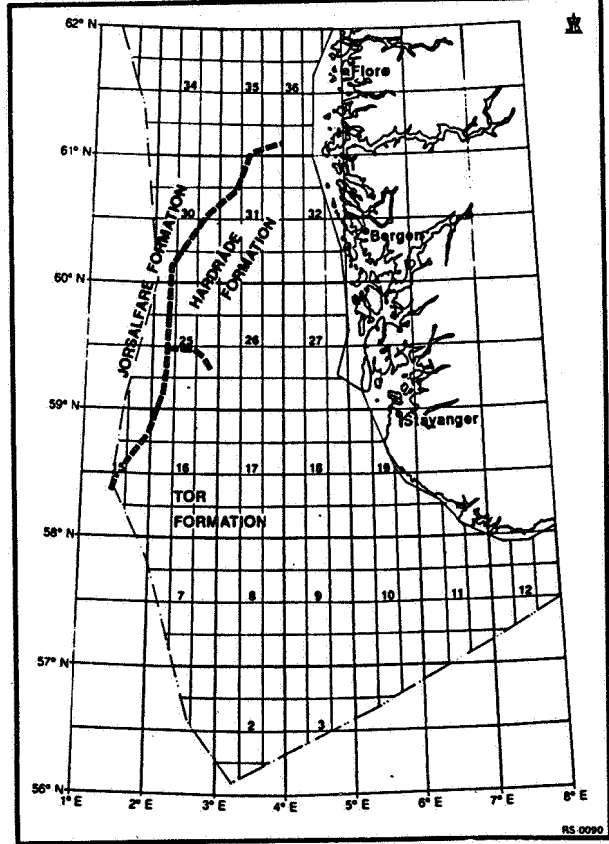 62° N
34 35 36
Florø
61° N
30 31 32
JORSALFARE FORMATION
HARDRÅDE
FORMATION
Bergen
60° N
25 26 27
59° N
Stavanger
16 17 18 19
TOR
FORMATION
58° N
7 8 9 10 11 12
57° N
2 3
56° N
1° E 2° E 3° E 4° E 5° E 6° E 7° E 8° E
RS 0090